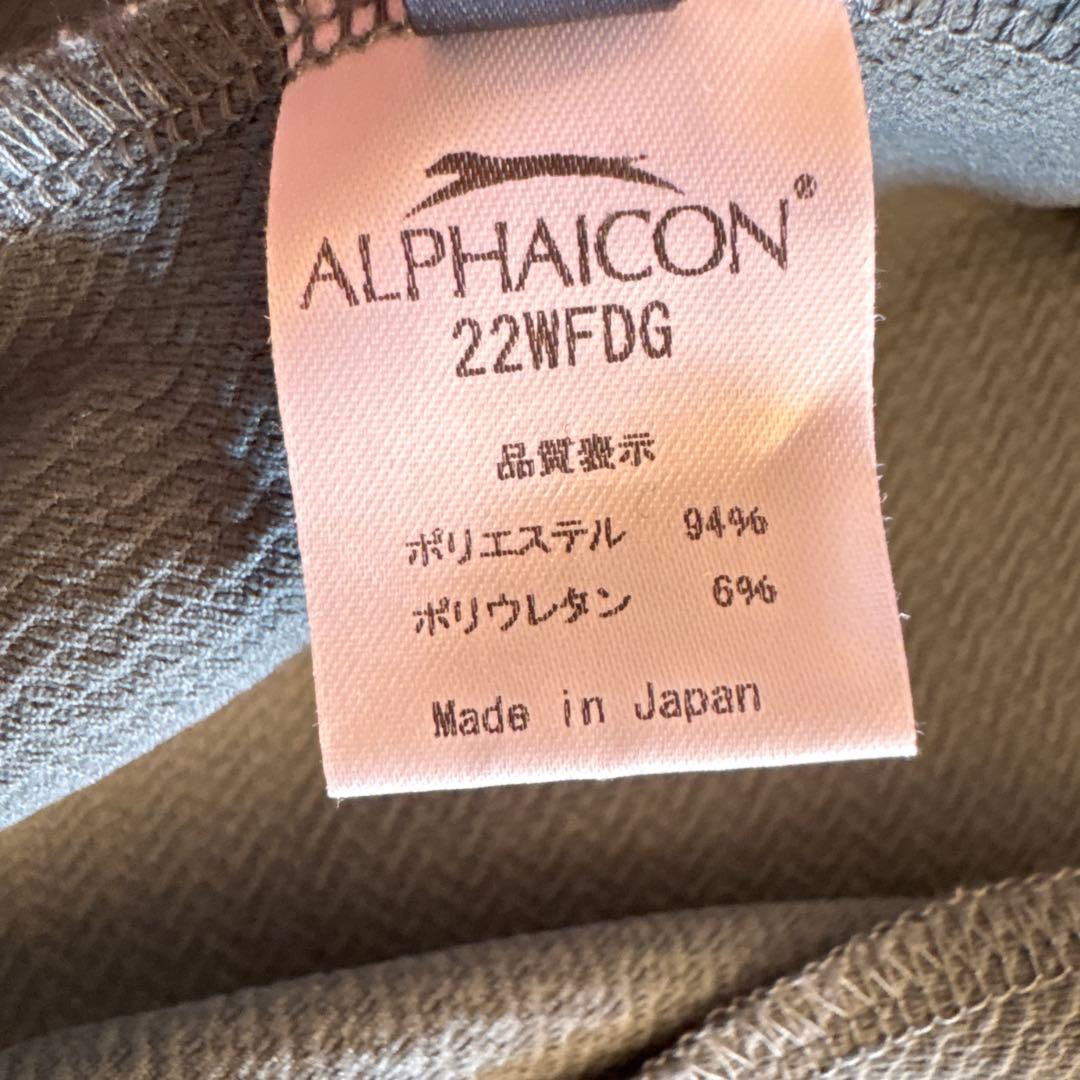 ALPHAICON®
22WFDG
品質表示
ポリエステル 94%
ポリウレタン 6%
Made in Japan